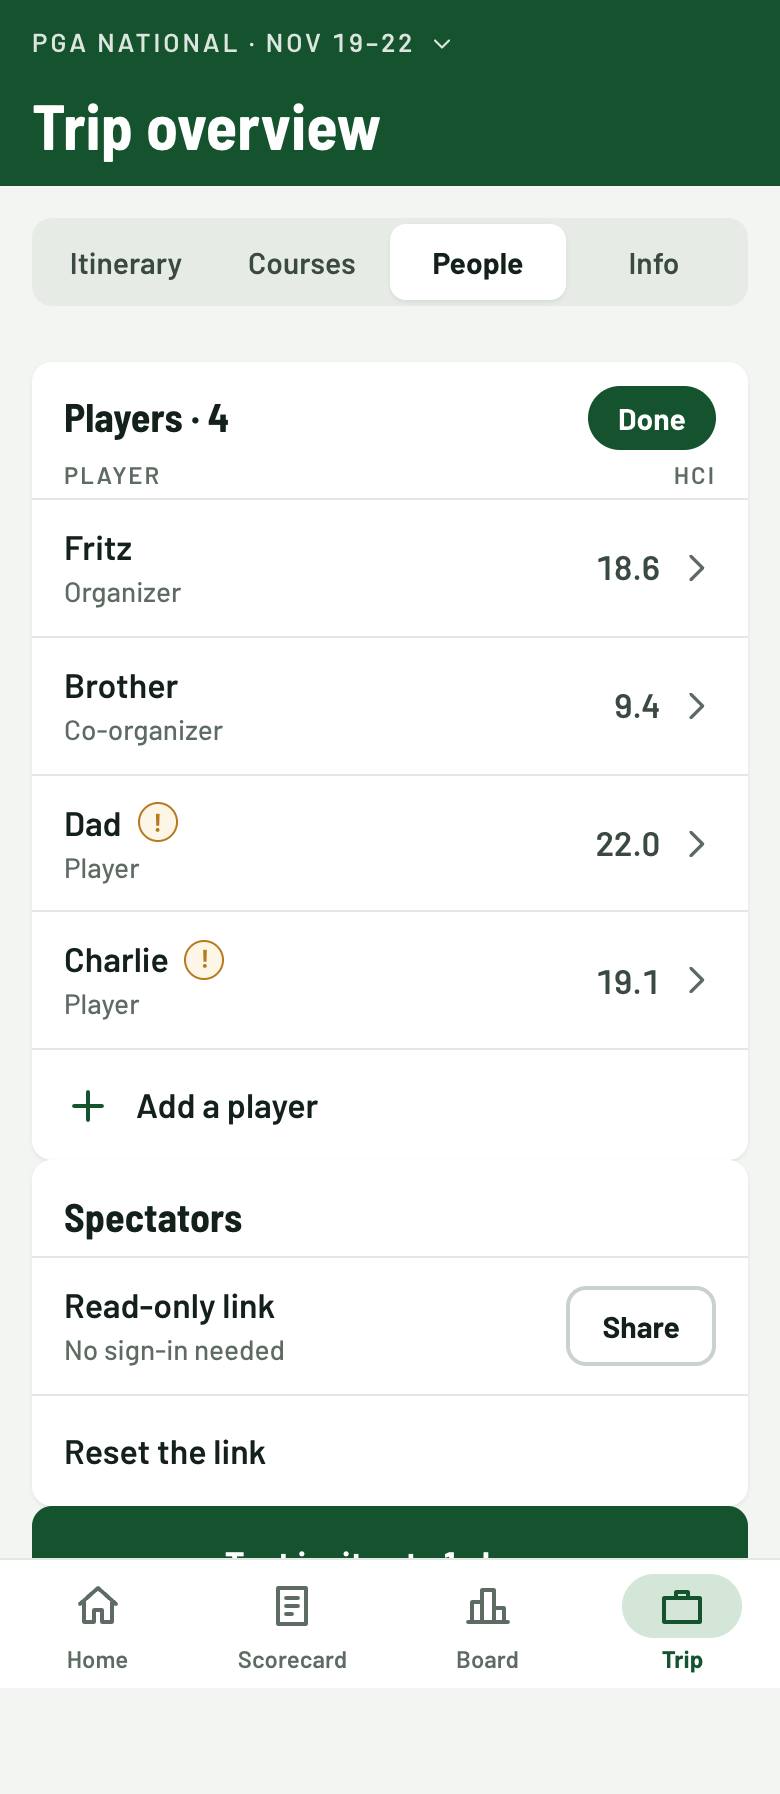 PGA NATIONAL · NOV 19–22
Trip overview
Itinerary Courses People Info
Players · 4 Done
PLAYER HCI
Fritz
Organizer
18.6
Brother
Co-organizer
9.4
Dad !
Player
22.0
Charlie !
Player
19.1
Add a player
Spectators
Read-only link
No sign-in needed
Share
Reset the link
Home Scorecard Board Trip